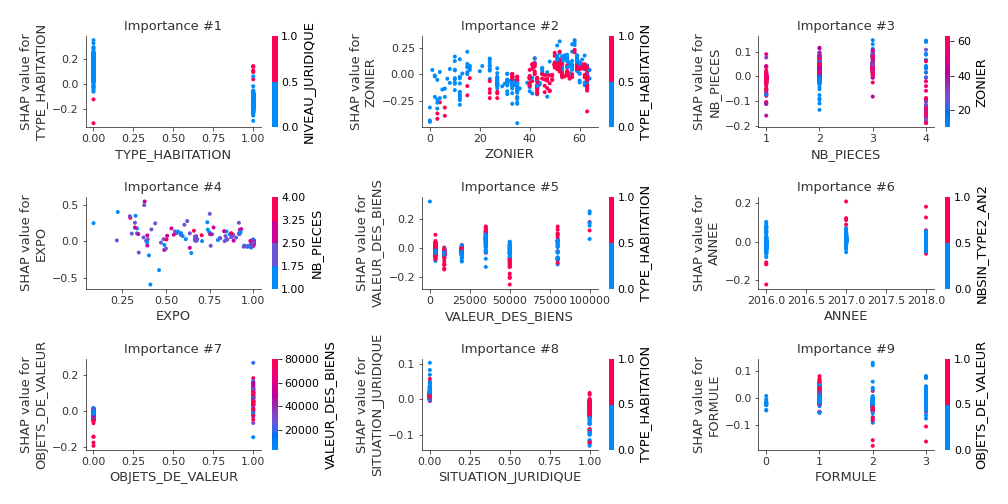 Importance #1
SHAP value for
TYPE_HABITATION
0.2
0.0
−0.2
0.00 0.25 0.50 0.75 1.00
TYPE_HABITATION
1.0
0.5
0.0
NIVEAU_JURIDIQUE
Importance #2
SHAP value for
ZONIER
0.25
0.00
−0.25
0 20 40 60
ZONIER
1.0
0.5
0.0
TYPE_HABITATION
Importance #3
SHAP value for
NB_PIECES
0.1
0.0
−0.1
−0.2
1 2 3 4
NB_PIECES
60
40
20
ZONIER
Importance #4
SHAP value for
EXPO
0.5
0.0
−0.5
0.25 0.50 0.75 1.00
EXPO
4.00
3.25
2.50
1.75
1.00
NB_PIECES
Importance #5
SHAP value for
VALEUR_DES_BIENS
0.2
0.0
−0.2
0 25000 50000 75000 100000
VALEUR_DES_BIENS
1.0
0.5
0.0
TYPE_HABITATION
Importance #6
SHAP value for
ANNEE
0.2
0.0
−0.2
2016.0 2016.5 2017.0 2017.5 2018.0
ANNEE
1.0
0.5
0.0
NBSIN_TYPE2_AN2
Importance #7
SHAP value for
OBJETS_DE_VALEUR
0.2
0.0
−0.2
0.00 0.25 0.50 0.75 1.00
OBJETS_DE_VALEUR
80000
60000
40000
20000
VALEUR_DES_BIENS
Importance #8
SHAP value for
SITUATION_JURIDIQUE
0.1
0.0
−0.1
0.00 0.25 0.50 0.75 1.00
SITUATION_JURIDIQUE
1.0
0.5
0.0
TYPE_HABITATION
Importance #9
SHAP value for
FORMULE
0.1
0.0
−0.1
0 1 2 3
FORMULE
1.0
0.5
0.0
OBJETS_DE_VALEUR